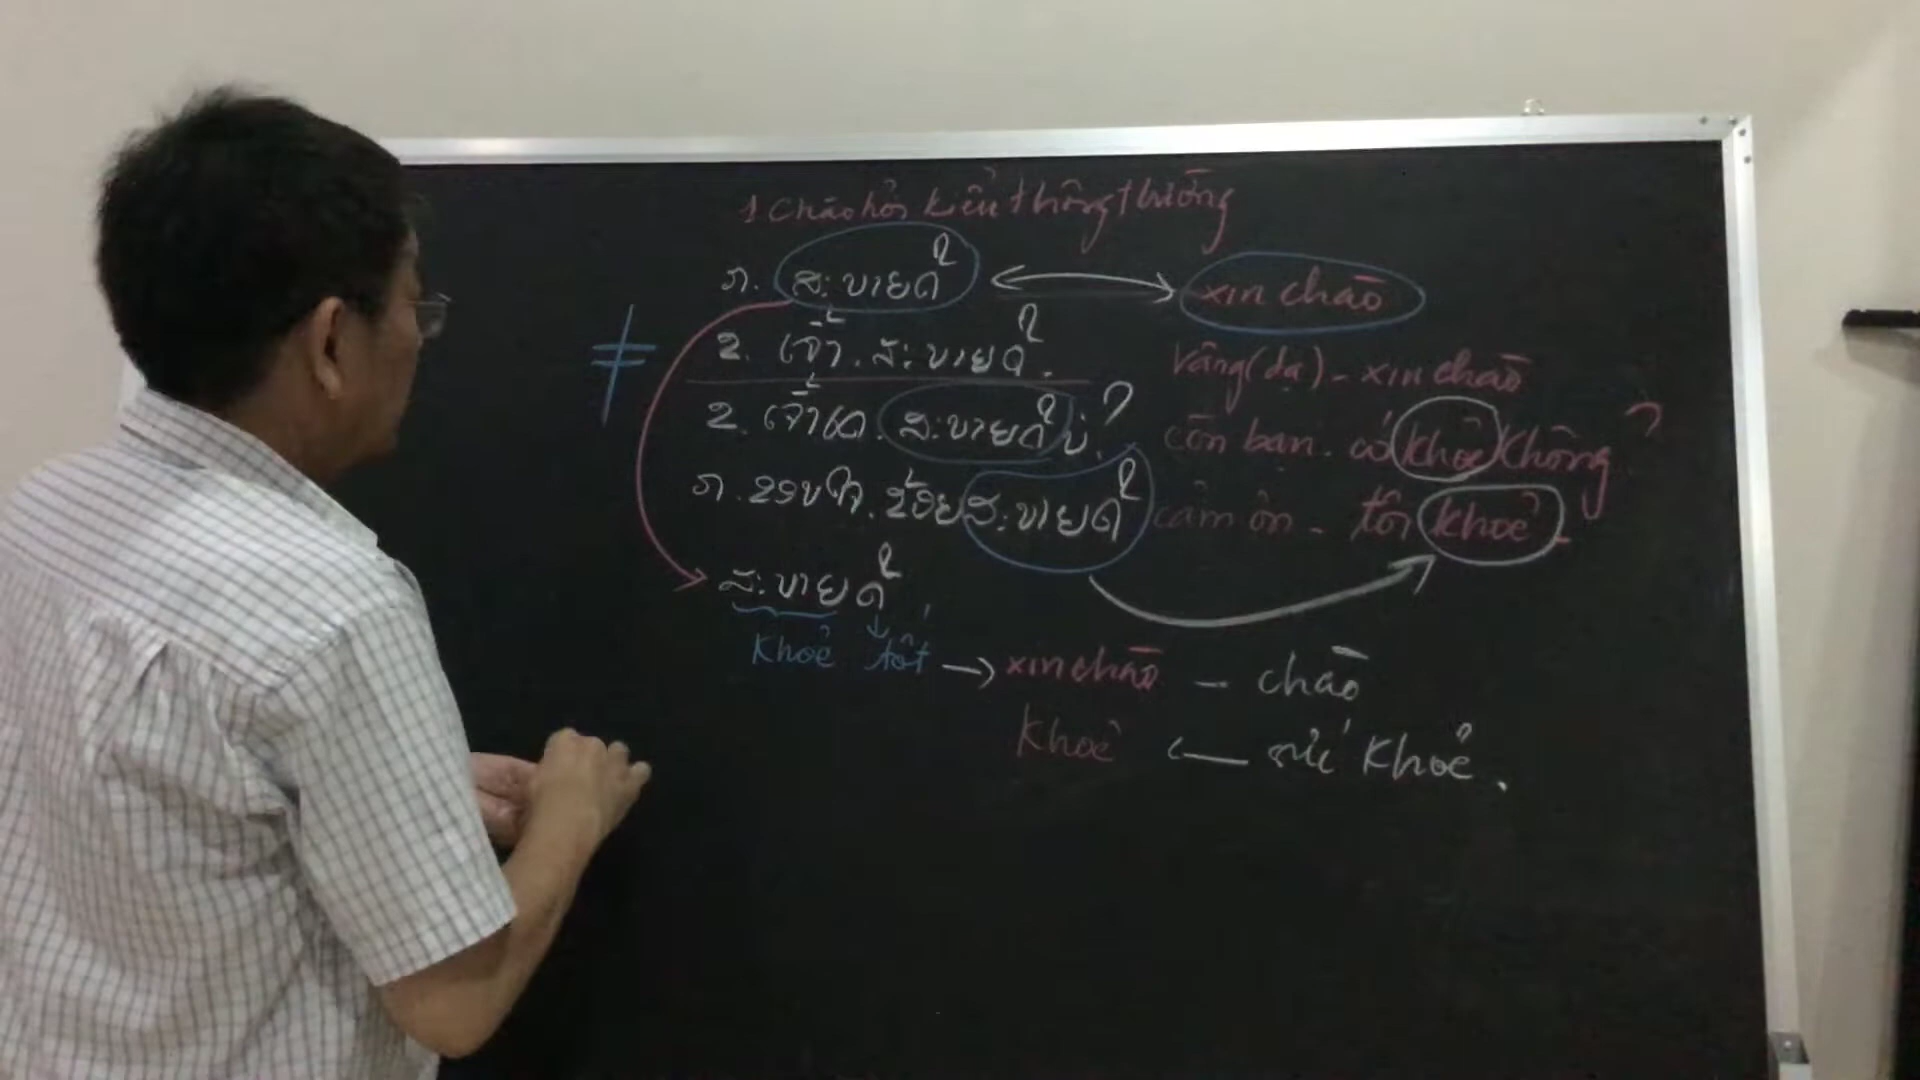 1 chào hỏi kiểu thông thường
ກ. ສະບາຍດີ ⟷ xin chào
≠
ຂ. ເຈົ້າ. ສະບາຍດີ. vâng (dạ) - xin chào
ຂ. ເຈົ້າເດ. ສະບາຍດີບໍ່? còn bạn. có khoẻ không?
ກ. ຂອບໃຈ. ຂ້ອຍສະບາຍດີ cảm ơn - tôi khoẻ -
ສະບາຍດີ
khoẻ tốt → xin chào - chào
khoẻ ← sức khoẻ.